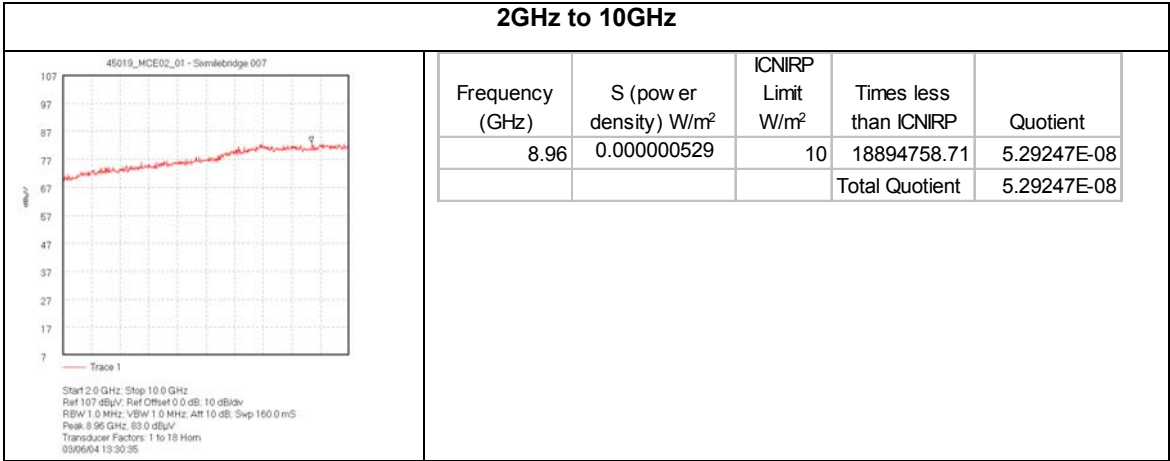 2GHz to 10GHz
45019_MCE02_01 - Sixmilebridge 007
107
97
87
77
67
57
47
37
27
17
7
dBµV
Trace 1
Start 2.0 GHz; Stop 10.0 GHz
Ref 107 dBµV; Ref Offset 0.0 dB; 10 dB/div
RBW 1.0 MHz; VBW 1.0 MHz; Att 10 dB; Swp 160.0 mS
Peak 8.96 GHz, 83.0 dBµV
Transducer Factors: 1 to 18 Horn
03/06/04 13:30:35
Frequency (GHz)
S (pow er density) W/m²
ICNIRP Limit W/m²
Times less than ICNIRP
Quotient
8.96 0.000000529 10 18894758.71 5.29247E-08
Total Quotient 5.29247E-08